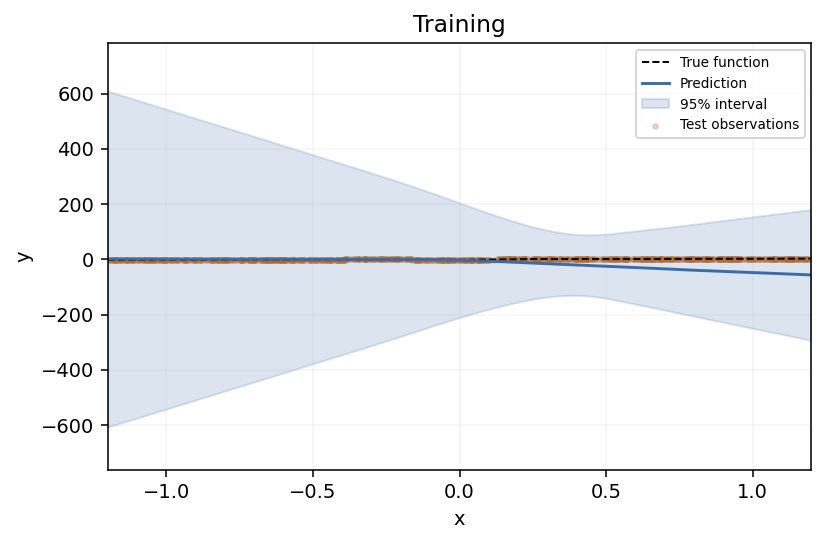 Training
True function
Prediction
95% interval
Test observations
600
400
200
0
−200
−400
−600
y
−1.0 −0.5 0.0 0.5 1.0
x